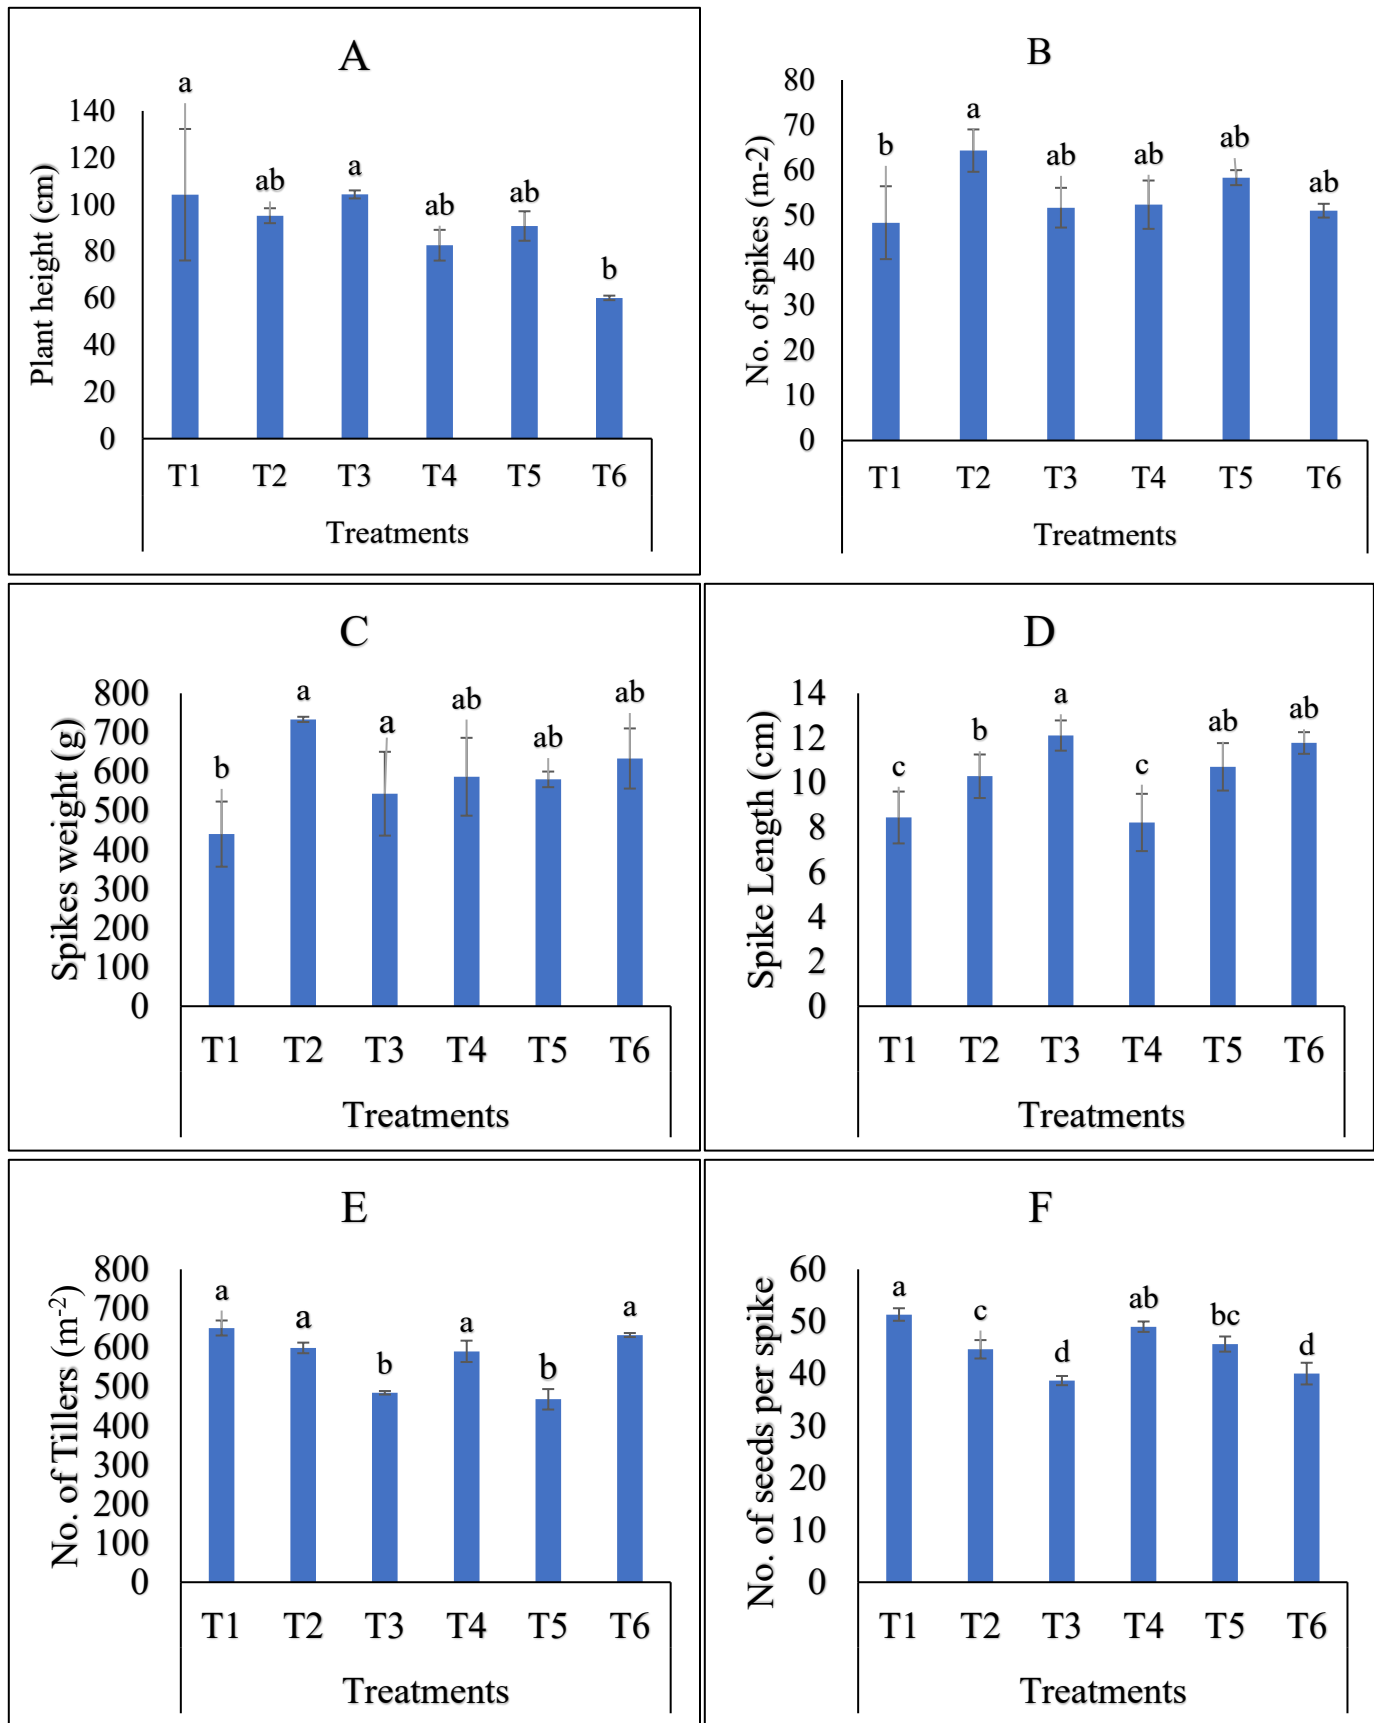 A
a
ab
a
ab
ab
b
Plant height (cm)
140
120
100
80
60
40
20
0
T1 T2 T3 T4 T5 T6
Treatments
B
b
a
ab
ab
ab
ab
No. of spikes (m-2)
80
70
60
50
40
30
20
10
0
T1 T2 T3 T4 T5 T6
Treatments
C
b
a
a
ab
ab
ab
Spikes weight (g)
800
700
600
500
400
300
200
100
0
T1 T2 T3 T4 T5 T6
Treatments
D
c
b
a
c
ab
ab
Spike Length (cm)
14
12
10
8
6
4
2
0
T1 T2 T3 T4 T5 T6
Treatments
E
a
a
b
a
b
a
No. of Tillers (m-2)
800
700
600
500
400
300
200
100
0
T1 T2 T3 T4 T5 T6
Treatments
F
a
c
d
ab
bc
d
No. of seeds per spike
60
50
40
30
20
10
0
T1 T2 T3 T4 T5 T6
Treatments